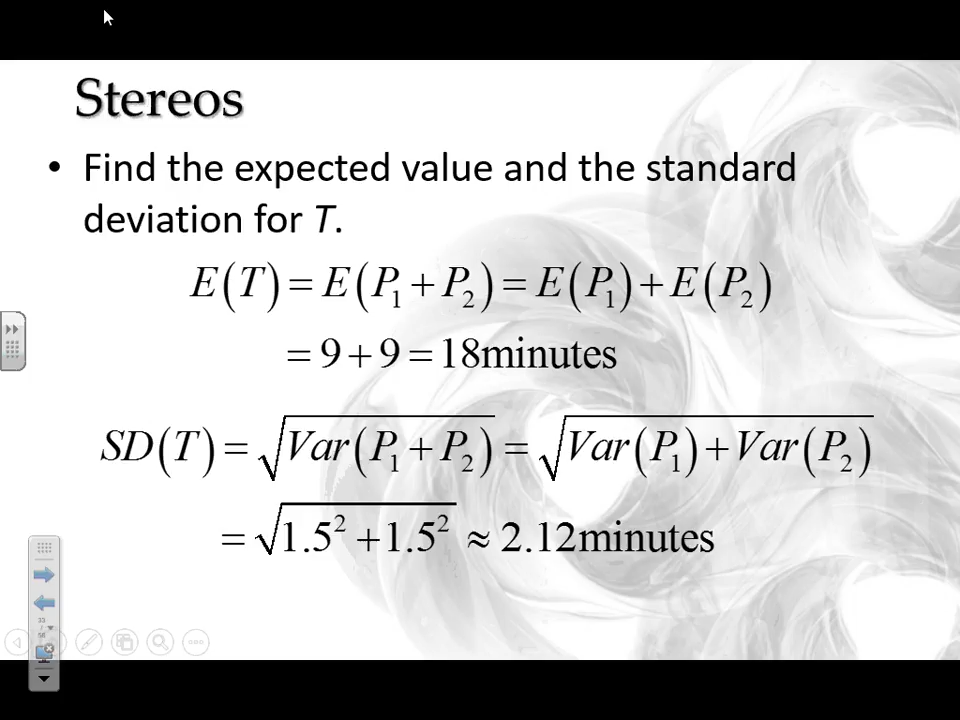 Stereos
• Find the expected value and the standard
deviation for T.
E(T) = E(P₁ + P₂) = E(P₁) + E(P₂)
= 9 + 9 = 18minutes
SD(T) = √(Var(P₁ + P₂)) = √(Var(P₁) + Var(P₂))
= √(1.5² + 1.5²) ≈ 2.12minutes
33
/